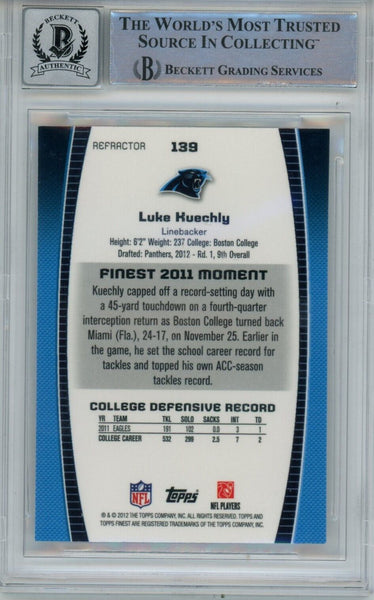 BECKETT
AUTHENTIC
THE WORLD'S MOST TRUSTED
SOURCE IN COLLECTING™
BECKETT GRADING SERVICES
REFRACTOR 139
Luke Kuechly
Linebacker
Height: 6'2" Weight: 237 College: Boston College
Drafted: Panthers, 2012 - Rd. 1, 9th Overall
FINEST 2011 MOMENT
Kuechly capped off a record-setting day with
a 45-yard touchdown on a fourth-quarter
interception return as Boston College turned back
Miami (Fla.), 24-17, on November 25. Earlier in
the game, he set the school career record for
tackles and topped his own ACC-season
tackles record.
COLLEGE DEFENSIVE RECORD
YR TEAM TKL SOLO SACKS INT TD
2011 EAGLES 191 102 0.0 3 1
COLLEGE CAREER 532 299 2.5 7 2
NFL
Topps
NFL PLAYERS
® & © 2012 THE TOPPS COMPANY, INC. ALL RIGHTS RESERVED. TOPPS AND
TOPPS FINEST ARE REGISTERED TRADEMARKS OF THE TOPPS COMPANY, INC.